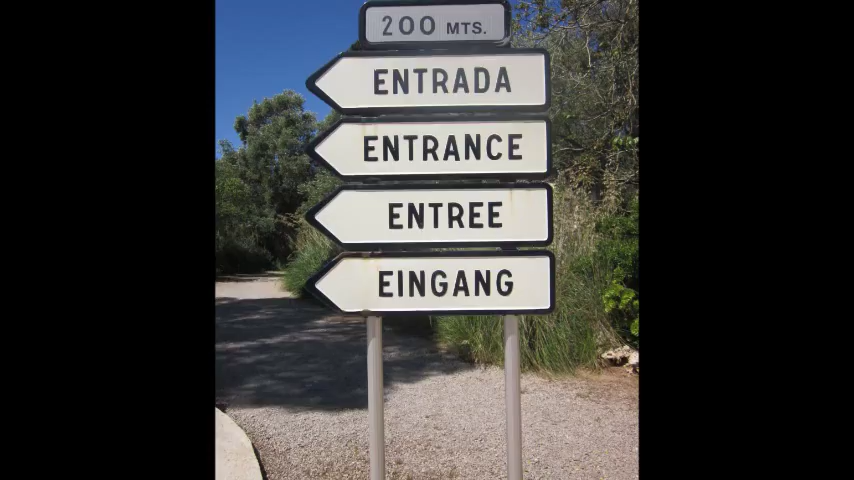 200 MTS.
ENTRADA
ENTRANCE
ENTREE
EINGANG